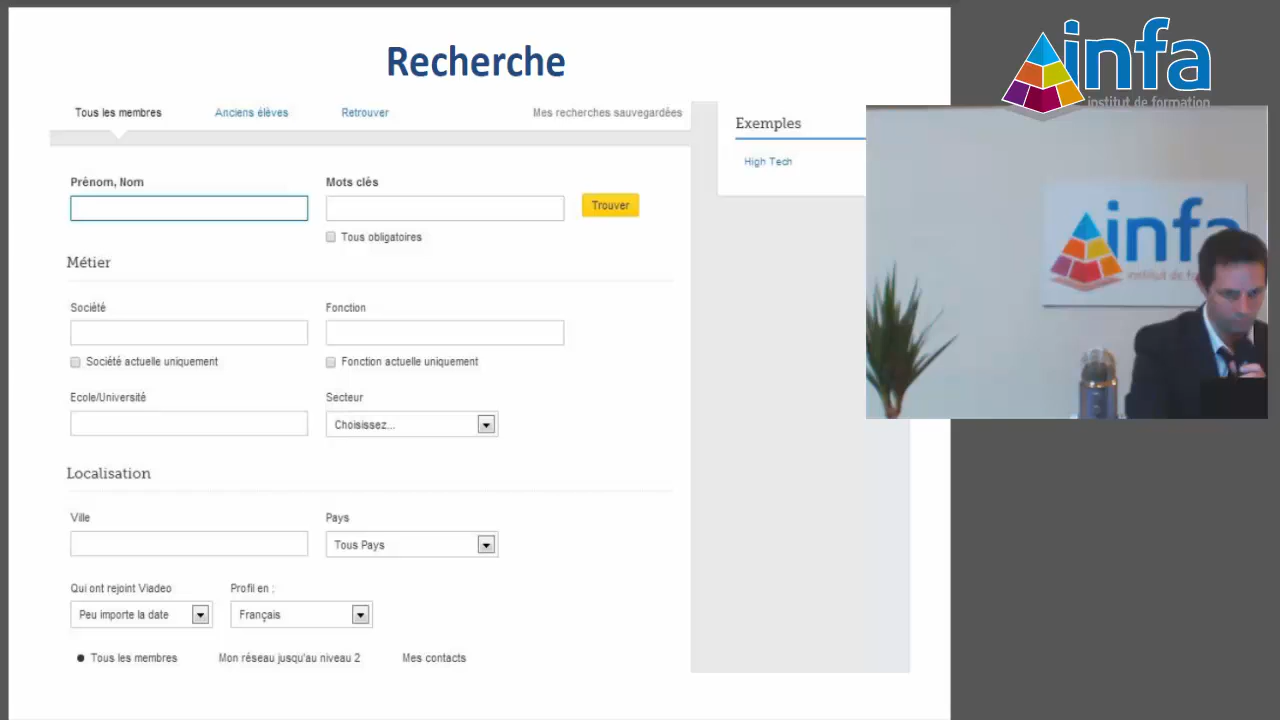 Recherche
Tous les membres Anciens élèves Retrouver Mes recherches sauvegardées
Exemples
High Tech
Prénom, Nom Mots clés
Trouver
Tous obligatoires
Métier
Société Fonction
Société actuelle uniquement Fonction actuelle uniquement
Ecole/Université Secteur
Choisissez...
Localisation
Ville Pays
Tous Pays
Qui ont rejoint Viadeo Profil en :
Peu importe la date Français
Tous les membres Mon réseau jusqu'au niveau 2 Mes contacts
infa
institut de formation
infa
institut de